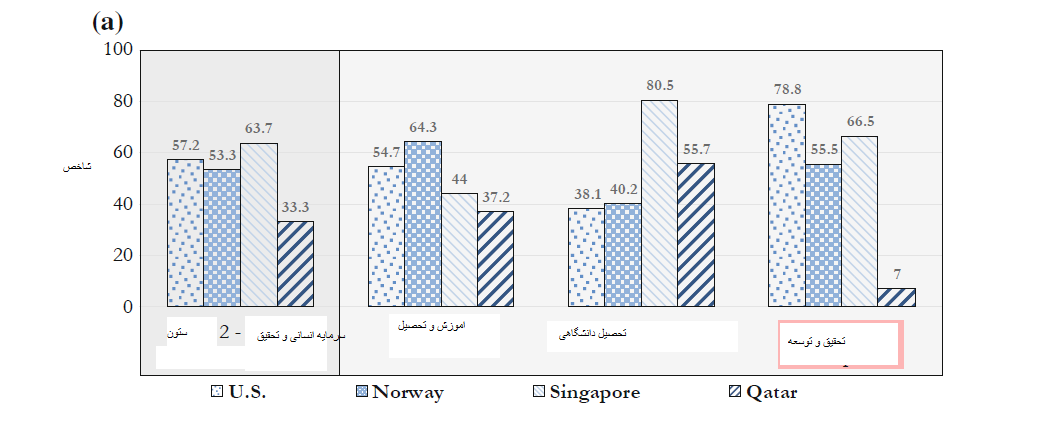 (a)
100
80
60
40
20
0
شاخص
57.2 53.3 63.7 33.3
54.7 64.3 44 37.2
38.1 40.2 80.5 55.7
78.8 55.5 66.5 7
ستون 2 - سرمایه انسانی و تحقیق
اموزش و تحصیل
تحصیل دانشگاهی
تحقیق و توسعه
U.S. Norway Singapore Qatar